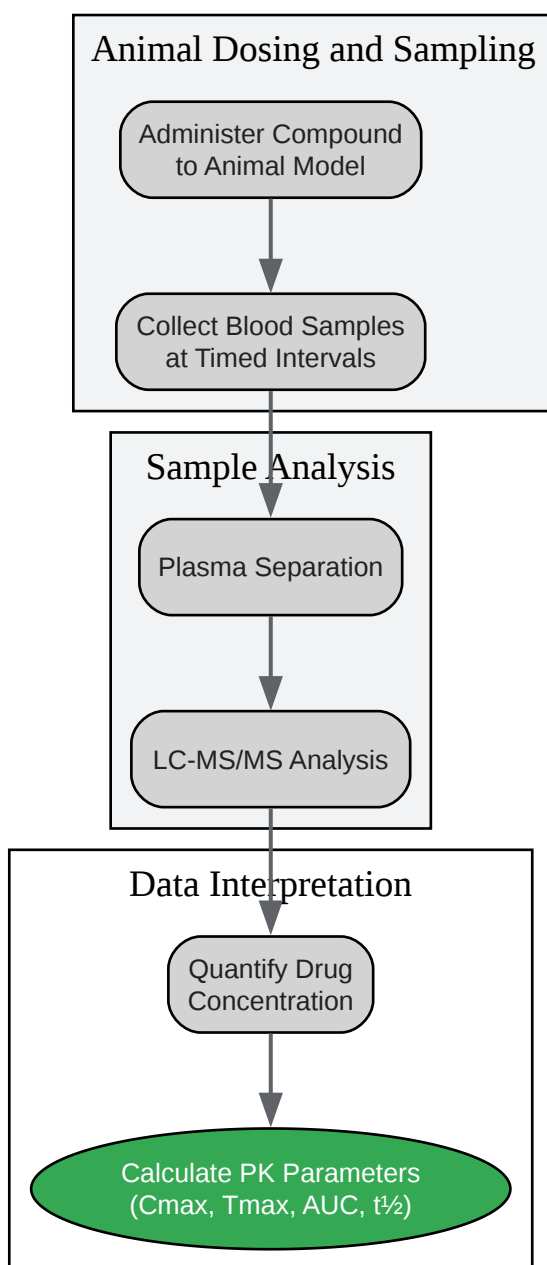 Animal Dosing and Sampling
Administer Compound
to Animal Model
Collect Blood Samples
at Timed Intervals
Sample Analysis
Plasma Separation
LC-MS/MS Analysis
Data Interpretation
Quantify Drug
Concentration
Calculate PK Parameters
(Cmax, Tmax, AUC, t½)